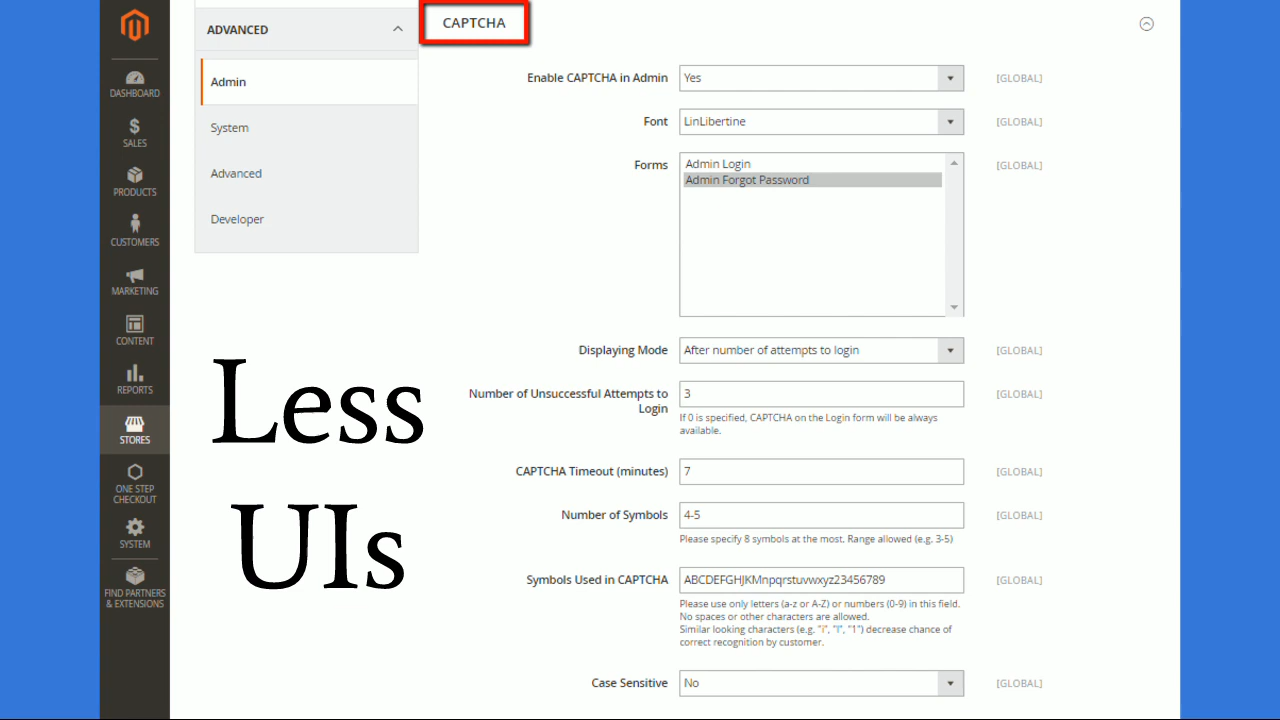 ADVANCED
Admin
System
Advanced
Developer
DASHBOARD
SALES
PRODUCTS
CUSTOMERS
MARKETING
CONTENT
REPORTS
STORES
ONE STEP
CHECKOUT
SYSTEM
FIND PARTNERS
& EXTENSIONS
Less
UIs
CAPTCHA
Enable CAPTCHA in Admin Yes [GLOBAL]
Font LinLibertine [GLOBAL]
Forms Admin Login [GLOBAL]
Admin Forgot Password
Displaying Mode After number of attempts to login [GLOBAL]
Number of Unsuccessful Attempts to 3 [GLOBAL]
Login
If 0 is specified, CAPTCHA on the Login form will be always
available.
CAPTCHA Timeout (minutes) 7 [GLOBAL]
Number of Symbols 4-5 [GLOBAL]
Please specify 8 symbols at the most. Range allowed (e.g. 3-5)
Symbols Used in CAPTCHA ABCDEFGHJKMnpqrstuvwxyz23456789 [GLOBAL]
Please use only letters (a-z or A-Z) or numbers (0-9) in this field.
No spaces or other characters are allowed.
Similar looking characters (e.g. "i", "l", "1") decrease chance of
correct recognition by customer.
Case Sensitive No [GLOBAL]